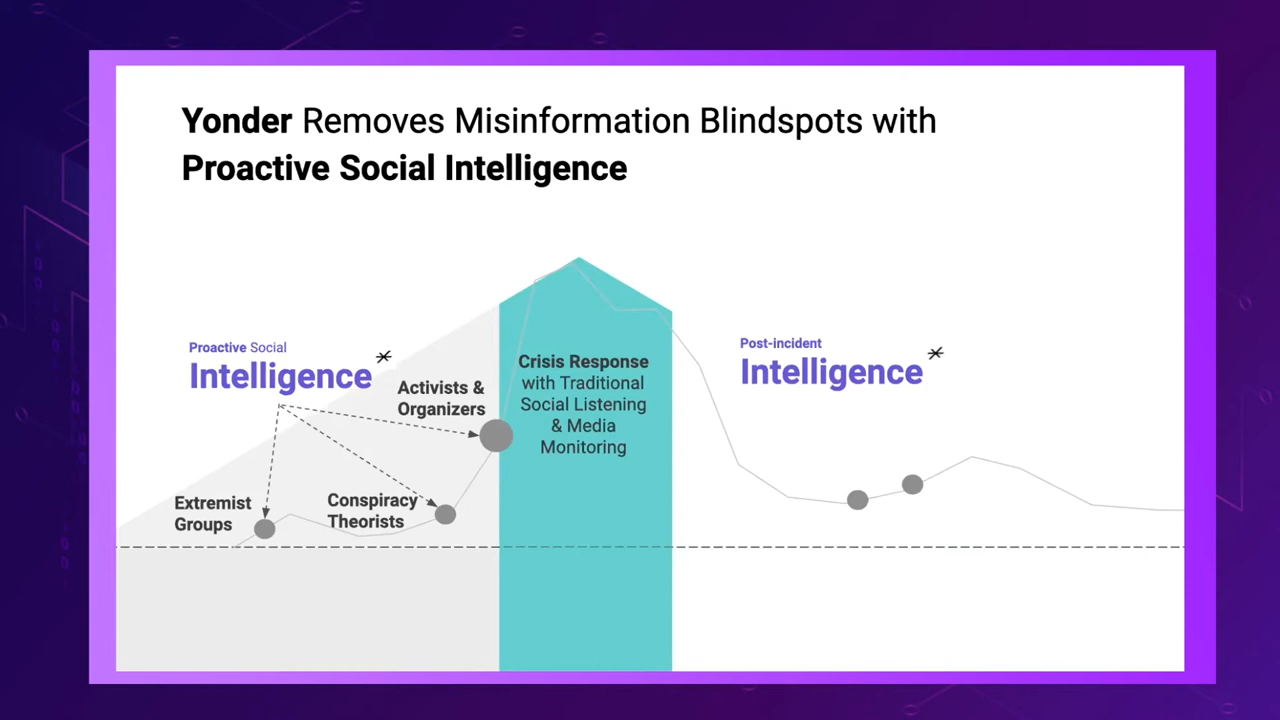 Yonder Removes Misinformation Blindspots with
Proactive Social Intelligence
Proactive Social
Intelligence
Activists &
Organizers
Extremist
Groups
Conspiracy
Theorists
Crisis Response
with Traditional
Social Listening
& Media
Monitoring
Post-incident
Intelligence